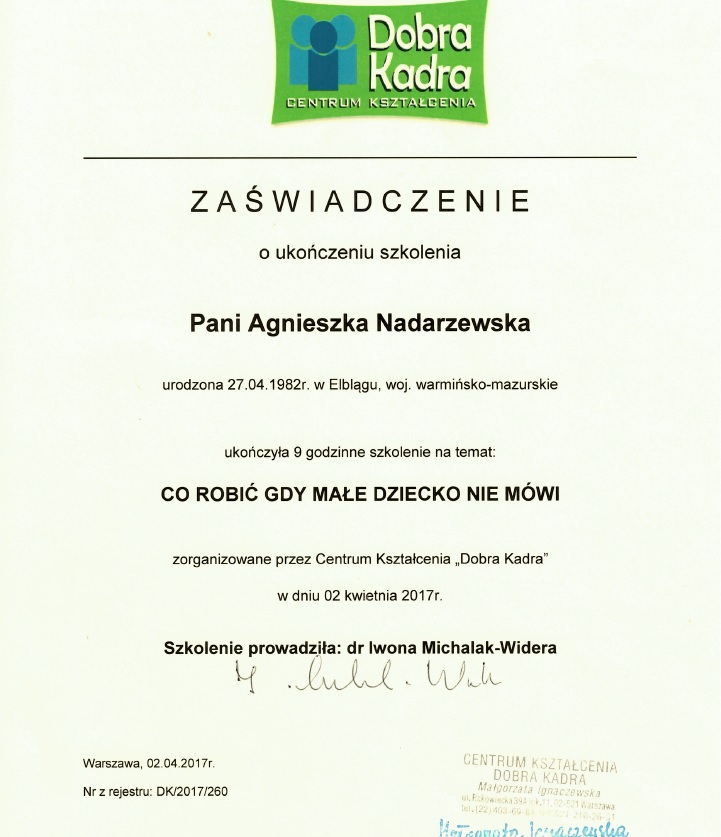 Dobra
Kadra
CENTRUM KSZTAŁCENIA
ZAŚWIADCZENIE
o ukończeniu szkolenia
Pani Agnieszka Nadarzewska
urodzona 27.04.1982r. w Elblągu, woj. warmińsko-mazurskie
ukończyła 9 godzinne szkolenie na temat:
CO ROBIĆ GDY MAŁE DZIECKO NIE MÓWI
zorganizowane przez Centrum Kształcenia „Dobra Kadra”
w dniu 02 kwietnia 2017r.
Szkolenie prowadziła: dr Iwona Michalak-Widera
Warszawa, 02.04.2017r.
Nr z rejestru: DK/2017/260
CENTRUM KSZTAŁCENIA
DOBRA KADRA
Małgorzata Ignaczewska
Małgorzata Ignaczewska